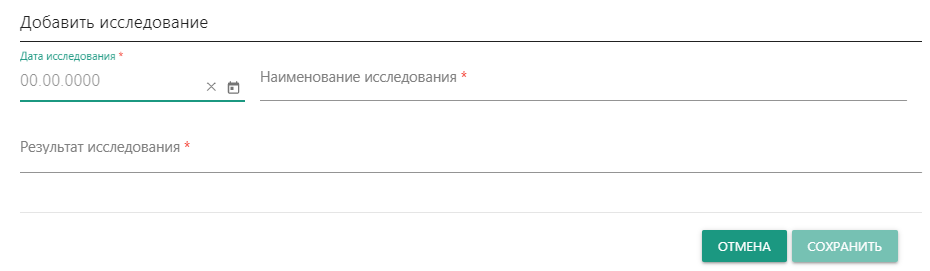 Добавить исследование
Дата исследования *
00.00.0000
Наименование исследования *
Результат исследования *
ОТМЕНА
СОХРАНИТЬ